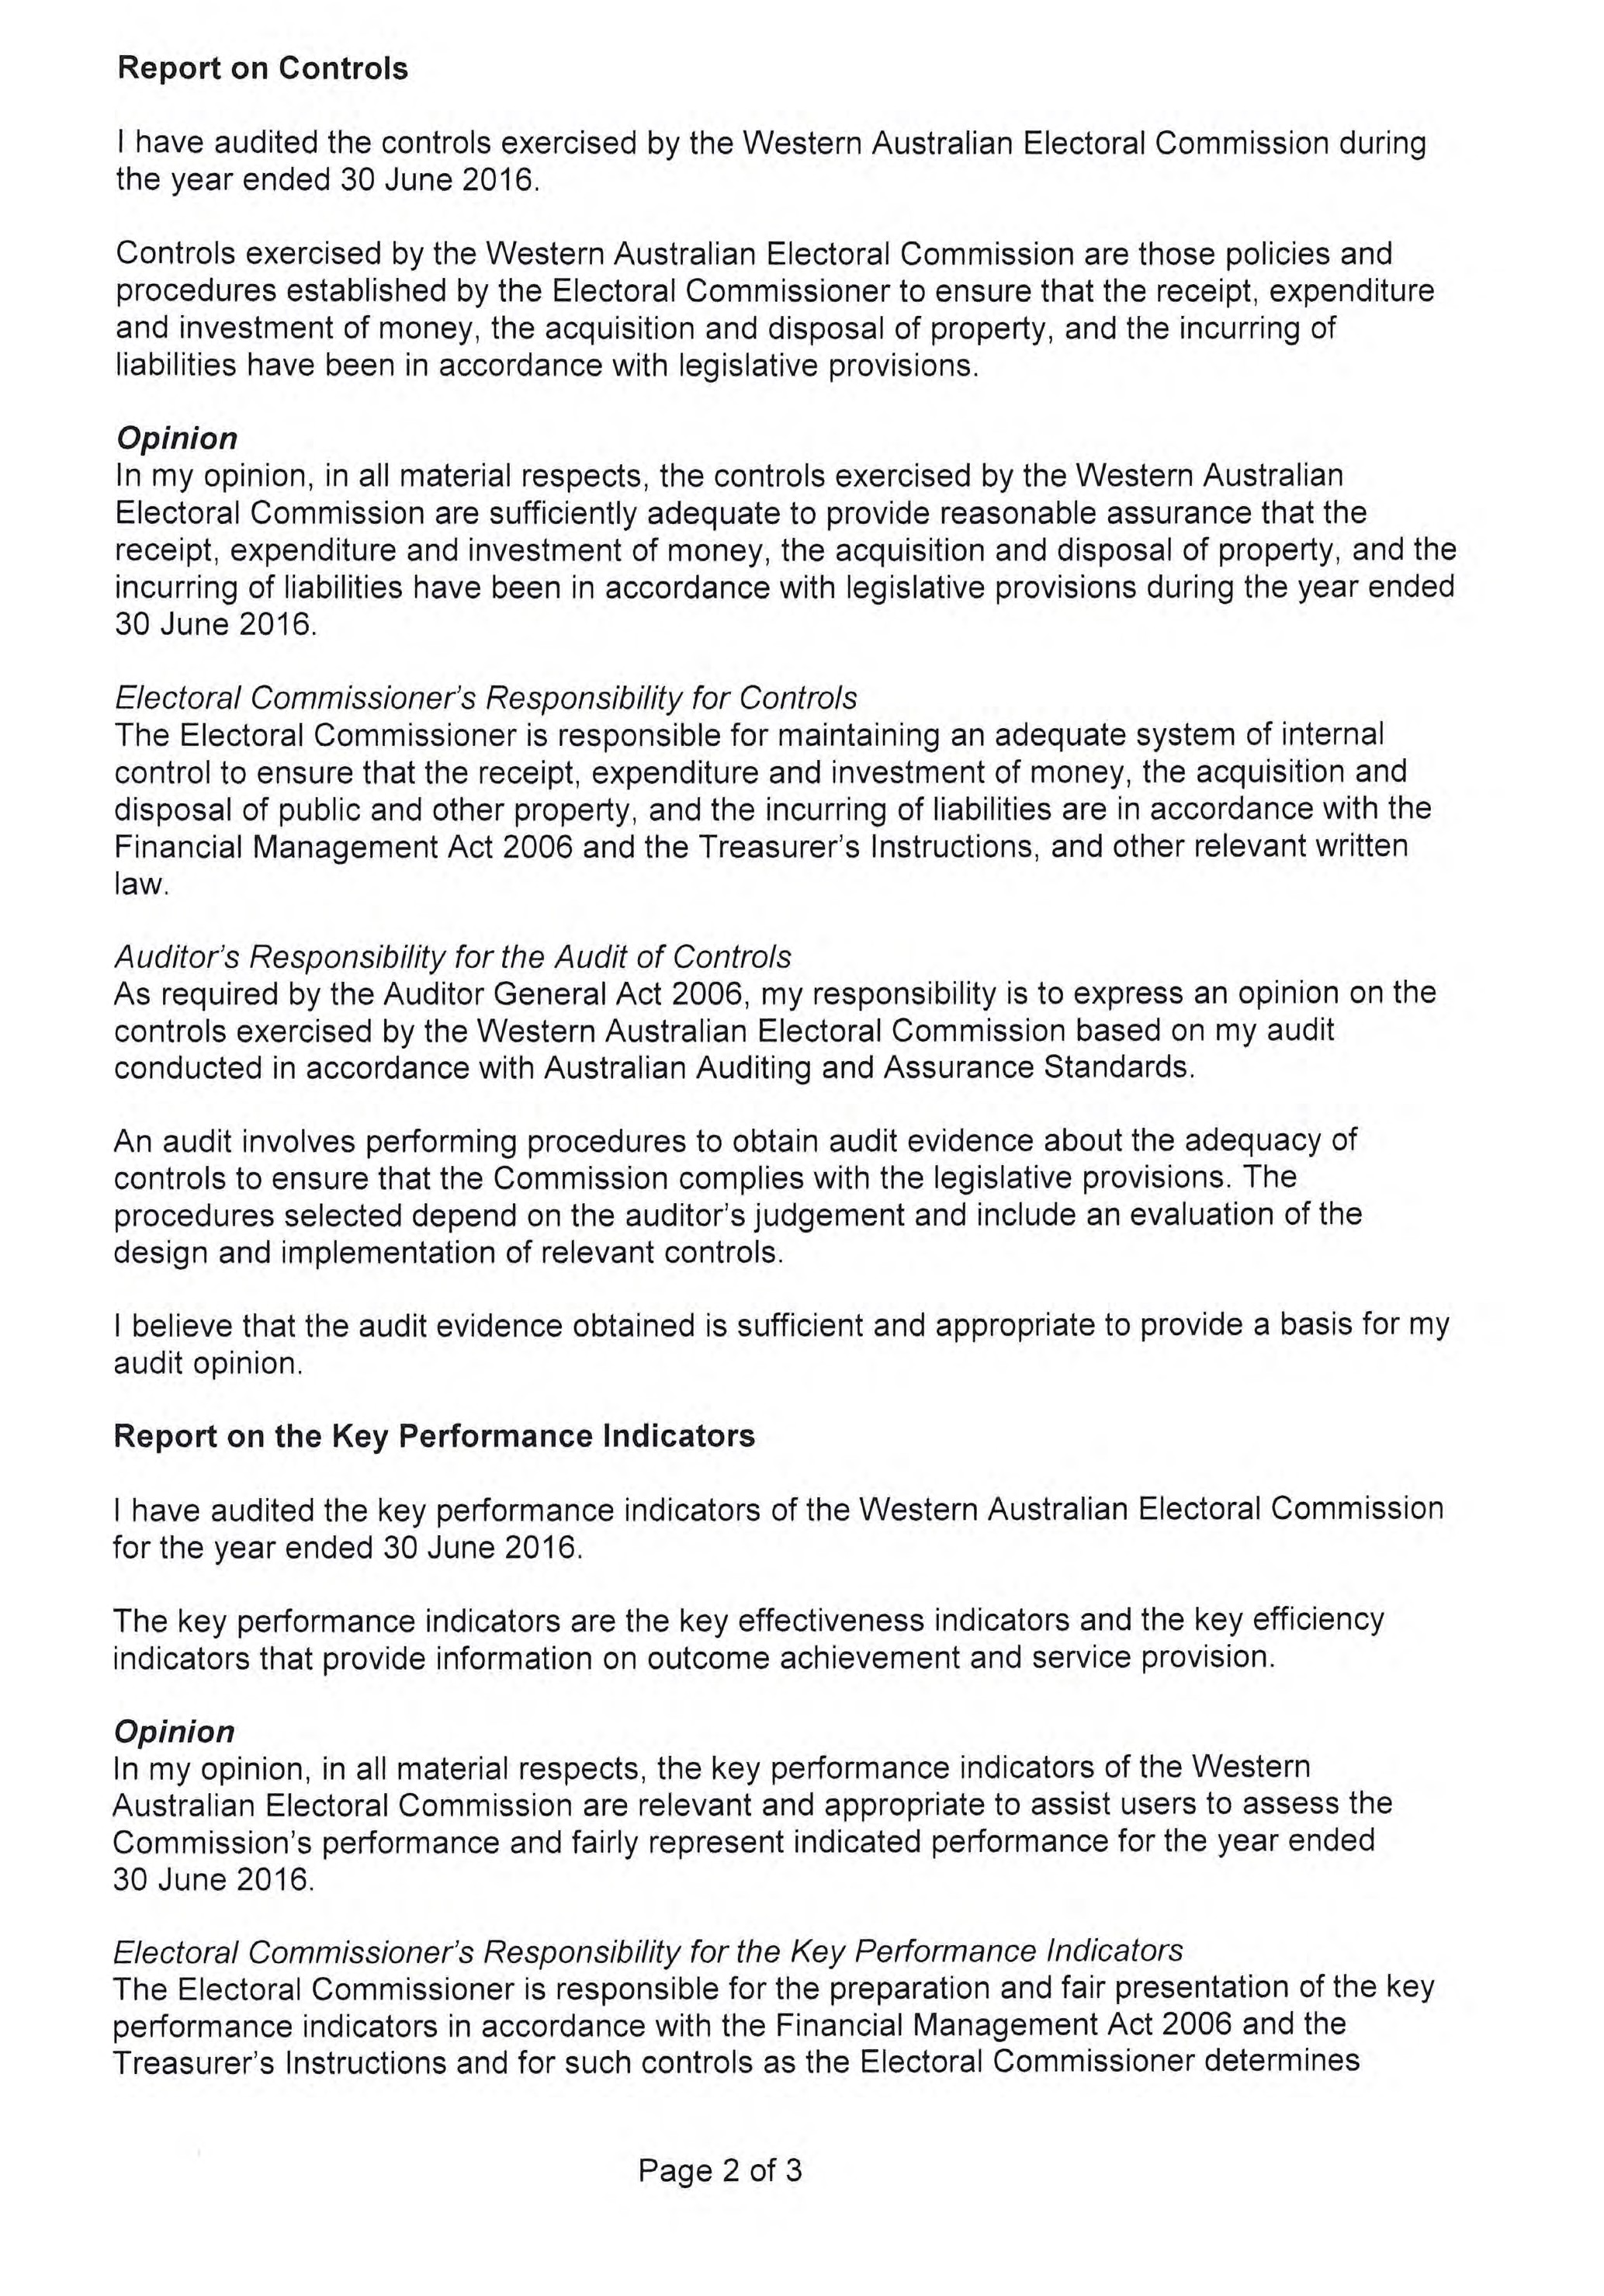 Report on Controls
I have audited the controls exercised by the Western Australian Electoral Commission during
the year ended 30 June 2016.
Controls exercised by the Western Australian Electoral Commission are those policies and
procedures established by the Electoral Commissioner to ensure that the receipt, expenditure
and investment of money, the acquisition and disposal of property, and the incurring of
liabilities have been in accordance with legislative provisions.
Opinion
In my opinion, in all material respects, the controls exercised by the Western Australian
Electoral Commission are sufficiently adequate to provide reasonable assurance that the
receipt, expenditure and investment of money, the acquisition and disposal of property, and the
incurring of liabilities have been in accordance with legislative provisions during the year ended
30 June 2016.
Electoral Commissioner's Responsibility for Controls
The Electoral Commissioner is responsible for maintaining an adequate system of internal
control to ensure that the receipt, expenditure and investment of money, the acquisition and
disposal of public and other property, and the incurring of liabilities are in accordance with the
Financial Management Act 2006 and the Treasurer's Instructions, and other relevant written
law.
Auditor's Responsibility for the Audit of Controls
As required by the Auditor General Act 2006, my responsibility is to express an opinion on the
controls exercised by the Western Australian Electoral Commission based on my audit
conducted in accordance with Australian Auditing and Assurance Standards.
An audit involves performing procedures to obtain audit evidence about the adequacy of
controls to ensure that the Commission complies with the legislative provisions. The
procedures selected depend on the auditor's judgement and include an evaluation of the
design and implementation of relevant controls.
I believe that the audit evidence obtained is sufficient and appropriate to provide a basis for my
audit opinion.
Report on the Key Performance Indicators
I have audited the key performance indicators of the Western Australian Electoral Commission
for the year ended 30 June 2016.
The key performance indicators are the key effectiveness indicators and the key efficiency
indicators that provide information on outcome achievement and service provision.
Opinion
In my opinion, in all material respects, the key performance indicators of the Western
Australian Electoral Commission are relevant and appropriate to assist users to assess the
Commission's performance and fairly represent indicated performance for the year ended
30 June 2016.
Electoral Commissioner's Responsibility for the Key Performance Indicators
The Electoral Commissioner is responsible for the preparation and fair presentation of the key
performance indicators in accordance with the Financial Management Act 2006 and the
Treasurer's Instructions and for such controls as the Electoral Commissioner determines
Page 2 of 3